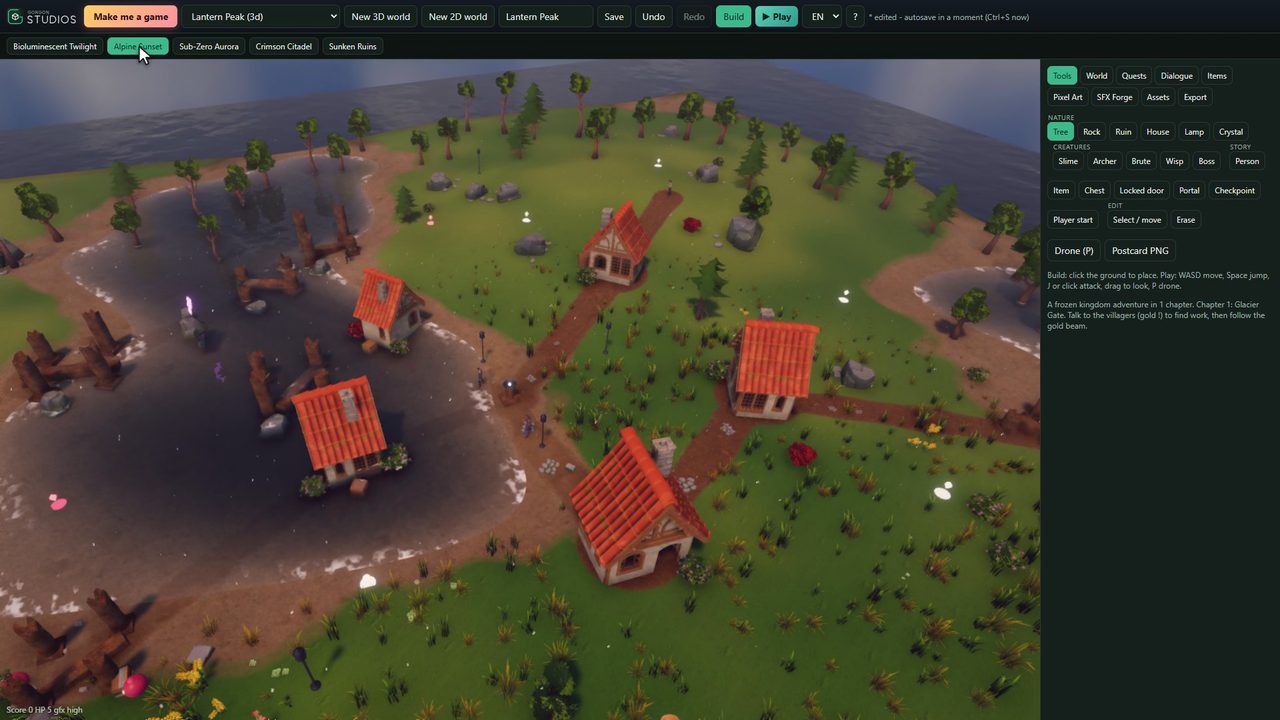 GORGON
STUDIOS
Make me a game
Lantern Peak (3d)
New 3D world
New 2D world
Lantern Peak
Save
Undo
Redo
Build
▶ Play
EN
?
* edited - autosave in a moment (Ctrl+S now)
Bioluminescent Twilight
Alpine Sunset
Sub-Zero Aurora
Crimson Citadel
Sunken Ruins
Tools
World
Quests
Dialogue
Items
Pixel Art
SFX Forge
Assets
Export
NATURE
Tree
Rock
Ruin
House
Lamp
Crystal
CREATURES
STORY
Slime
Archer
Brute
Wisp
Boss
Person
Item
Chest
Locked door
Portal
Checkpoint
EDIT
Player start
Select / move
Erase
Drone (P)
Postcard PNG
Build: click the ground to place. Play: WASD move, Space jump,
J or click attack, drag to look, P drone.
A frozen kingdom adventure in 1 chapter. Chapter 1: Glacier
Gate. Talk to the villagers (gold !) to find work, then follow the
gold beam.
Score 0 HP 5 gfx high